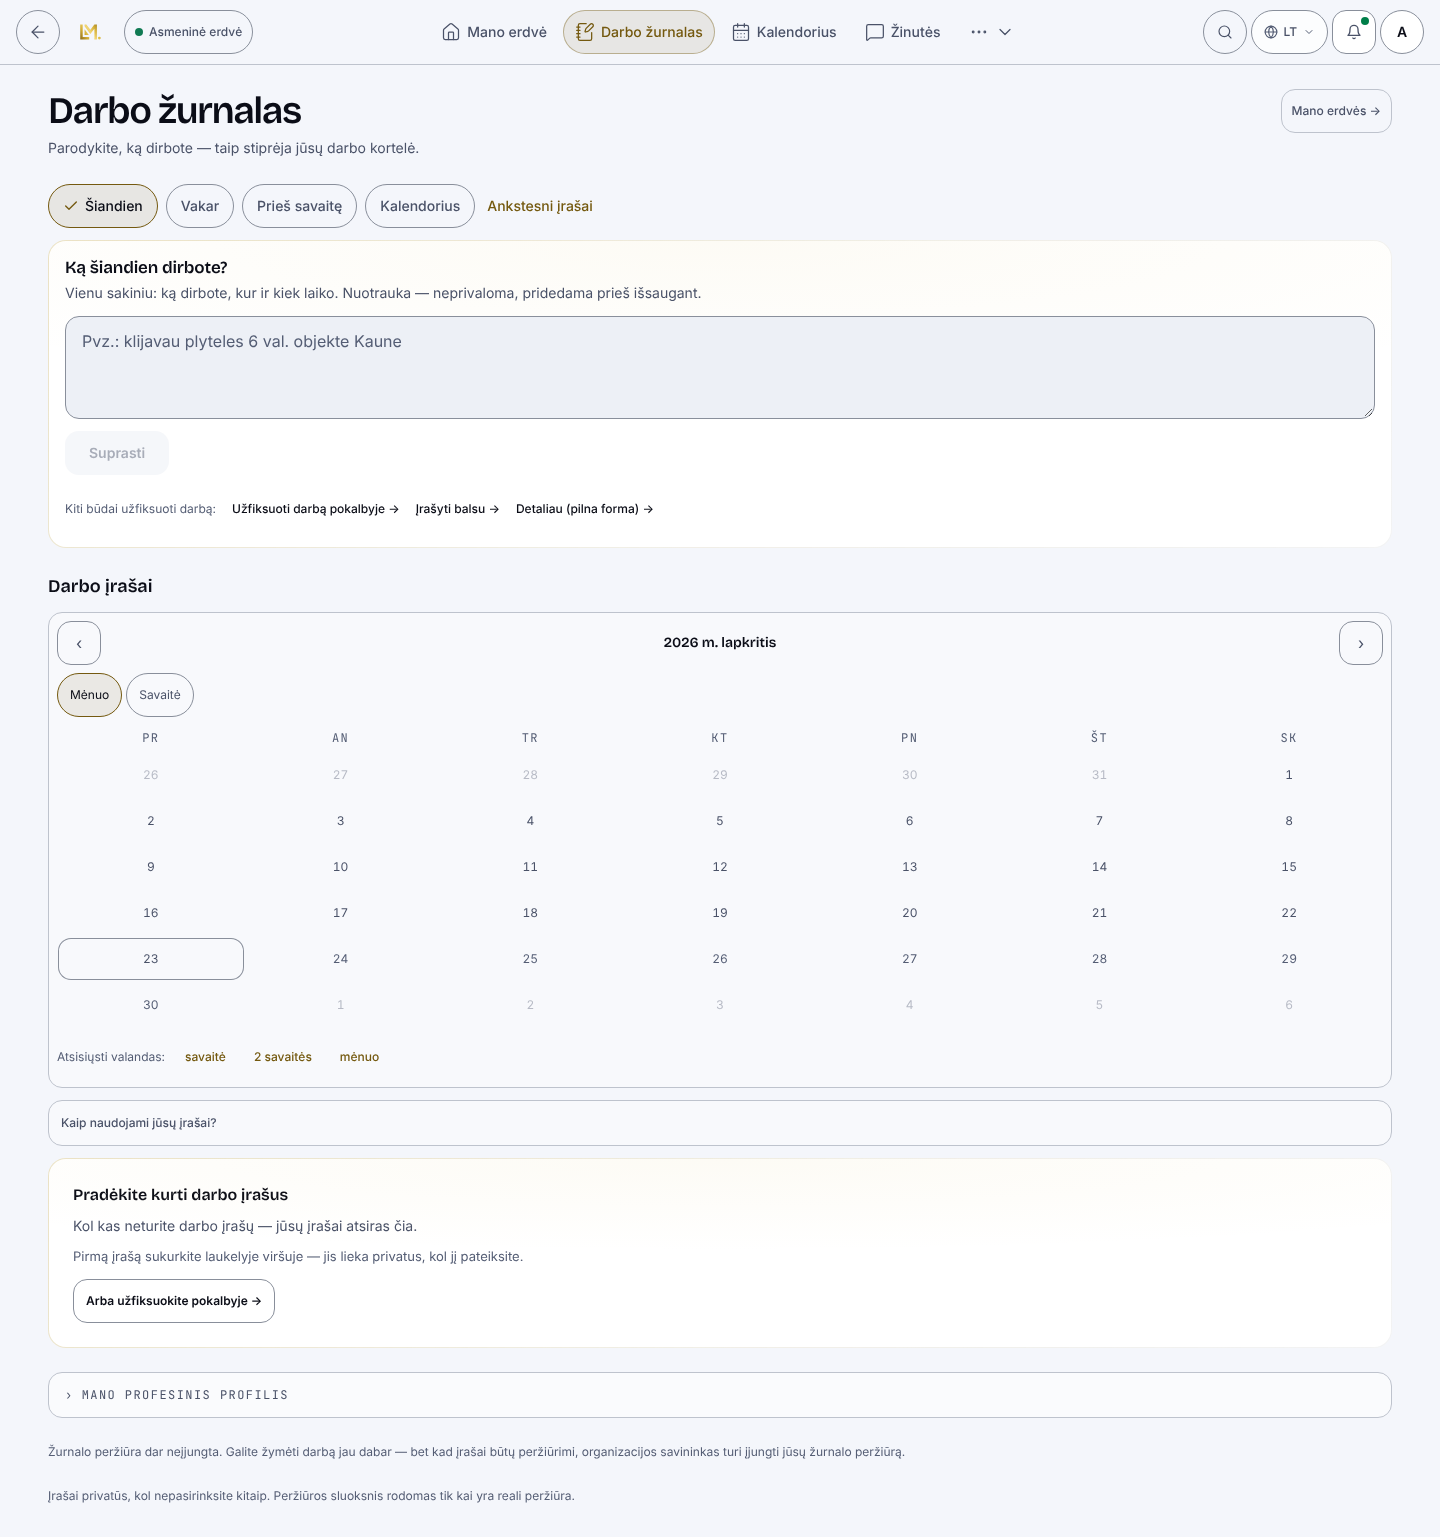 LM.
Asmeninė erdvė
Mano erdvė
Darbo žurnalas
Kalendorius
Žinutės
LT
A
Darbo žurnalas
Mano erdvės →
Parodykite, ką dirbote — taip stiprėja jūsų darbo kortelė.
Šiandien
Vakar
Prieš savaitę
Kalendorius
Ankstesni įrašai
Ką šiandien dirbote?
Vienu sakiniu: ką dirbote, kur ir kiek laiko. Nuotrauka — neprivaloma, pridedama prieš išsaugant.
Pvz.: klijavau plyteles 6 val. objekte Kaune
Suprasti
Kiti būdai užfiksuoti darbą: Užfiksuoti darbą pokalbyje → Įrašyti balsu → Detaliau (pilna forma) →
Darbo įrašai
‹ 2026 m. lapkritis ›
Mėnuo Savaitė
PR AN TR KT PN ŠT SK
26 27 28 29 30 31 1
2 3 4 5 6 7 8
9 10 11 12 13 14 15
16 17 18 19 20 21 22
23 24 25 26 27 28 29
30 1 2 3 4 5 6
Atsisiųsti valandas: savaitė 2 savaitės mėnuo
Kaip naudojami jūsų įrašai?
Pradėkite kurti darbo įrašus
Kol kas neturite darbo įrašų — jūsų įrašai atsiras čia.
Pirmą įrašą sukurkite laukelyje viršuje — jis lieka privatus, kol jį pateiksite.
Arba užfiksuokite pokalbyje →
› MANO PROFESINIS PROFILIS
Žurnalo peržiūra dar neįjungta. Galite žymėti darbą jau dabar — bet kad įrašai būtų peržiūrimi, organizacijos savininkas turi įjungti jūsų žurnalo peržiūrą.
Įrašai privatūs, kol nepasirinksite kitaip. Peržiūros sluoksnis rodomas tik kai yra reali peržiūra.